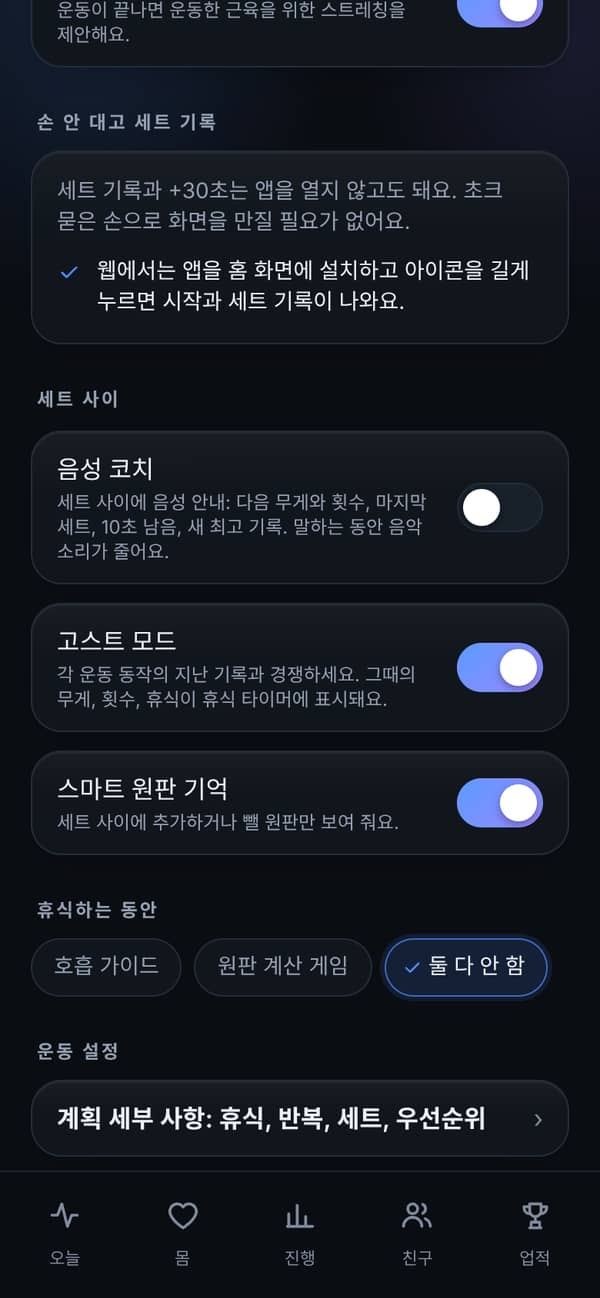 운동이 끝나면 운동한 근육을 위한 스트레칭을
제안해요.
손 안 대고 세트 기록
세트 기록과 +30초는 앱을 열지 않고도 돼요. 초크
묻은 손으로 화면을 만질 필요가 없어요.
웹에서는 앱을 홈 화면에 설치하고 아이콘을 길게
누르면 시작과 세트 기록이 나와요.
세트 사이
음성 코치
세트 사이에 음성 안내: 다음 무게와 횟수, 마지막
세트, 10초 남음, 새 최고 기록. 말하는 동안 음악
소리가 줄어요.
고스트 모드
각 운동 동작의 지난 기록과 경쟁하세요. 그때의
무게, 횟수, 휴식이 휴식 타이머에 표시돼요.
스마트 원판 기억
세트 사이에 추가하거나 뺄 원판만 보여 줘요.
휴식하는 동안
호흡 가이드
원판 계산 게임
둘 다 안 함
운동 설정
계획 세부 사항: 휴식, 반복, 세트, 우선순위
오늘
몸
진행
친구
업적